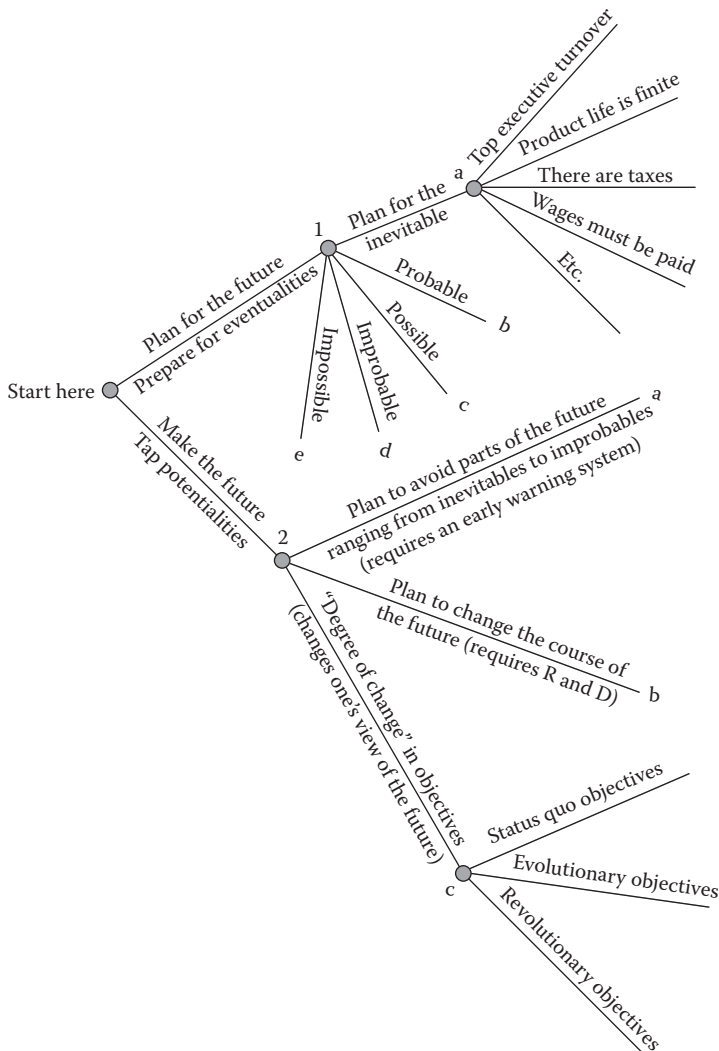 Top executive turnover
Product life is finite
a
There are taxes
Wages must be paid
Etc.
1
Plan for the
inevitable
Plan for the future
Prepare for eventualities
Probable
b
Possible
c
Improbable
d
Impossible
e
Start here
Make the future
Tap potentialities
2
Plan to avoid parts of the future
a
ranging from inevitables to improbables
(requires an early warning system)
Plan to change the course of
the future (requires R and D)
b
“Degree of change” in objectives
(changes one’s view of the future)
c
Status quo objectives
Evolutionary objectives
Revolutionary objectives